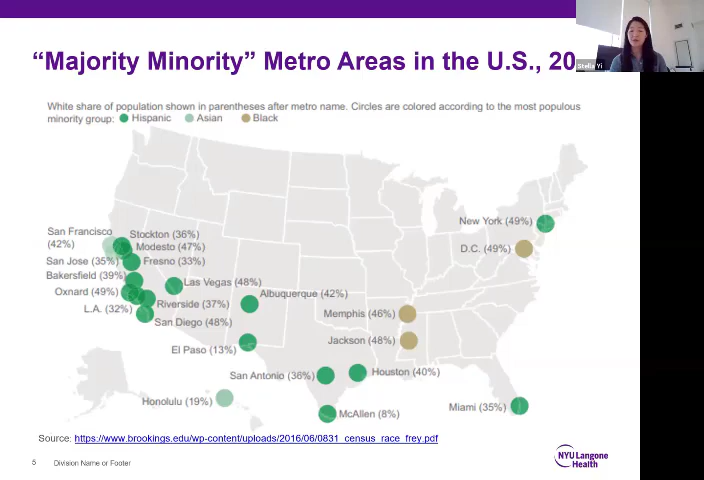 “Majority Minority” Metro Areas in the U.S., 20
Stella Yi
White share of population shown in parentheses after metro name. Circles are colored according to the most populous
minority group: Hispanic Asian Black
San Francisco
(42%)
Stockton (36%)
Modesto (47%)
San Jose (35%)
Fresno (33%)
Bakersfield (39%)
Las Vegas (48%)
Oxnard (49%)
Riverside (37%)
Albuquerque (42%)
L.A. (32%)
San Diego (48%)
El Paso (13%)
New York (49%)
D.C. (49%)
Memphis (46%)
Jackson (48%)
San Antonio (36%)
Houston (40%)
Honolulu (19%)
McAllen (8%)
Miami (35%)
Source: https://www.brookings.edu/wp-content/uploads/2016/06/0831_census_race_frey.pdf
5 Division Name or Footer
NYU Langone
Health